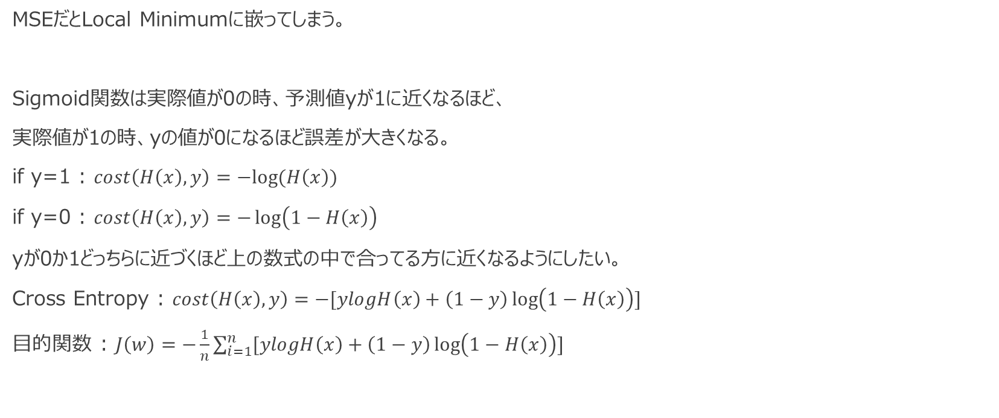 MSEだとLocal Minimumに嵌ってしまう。
Sigmoid関数は実際値が0の時、予測値yが1に近くなるほど、
実際値が1の時、yの値が0になるほど誤差が大きくなる。
if y=1 : cost(H(x), y) = −log(H(x))
if y=0 : cost(H(x), y) = − log(1 − H(x))
yが0か1どっちらに近づくほど上の数式の中で合ってる方に近くなるようにしたい。
Cross Entropy : cost(H(x), y) = −[ylogH(x) + (1 − y) log(1 − H(x))]
目的関数 : J(w) = −\frac{1}{n} ∑_{i=1}^{n}[ylogH(x) + (1 − y) log(1 − H(x))]